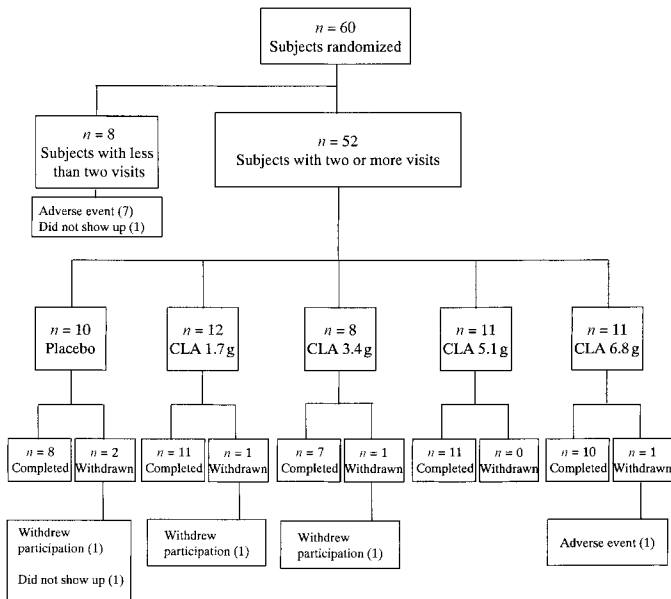 n = 60
Subjects randomized
n = 8
Subjects with less
than two visits
n = 52
Subjects with two or more visits
Adverse event (7)
Did not show up (1)
n = 10
Placebo
n = 12
CLA 1.7 g
n = 8
CLA 3.4 g
n = 11
CLA 5.1 g
n = 11
CLA 6.8 g
n = 8
Completed
n = 2
Withdrawn
n = 11
Completed
n = 1
Withdrawn
n = 7
Completed
n = 1
Withdrawn
n = 11
Completed
n = 0
Withdrawn
n = 10
Completed
n = 1
Withdrawn
Withdrew
participation (1)
Did not show up (1)
Withdrew
participation (1)
Withdrew
participation (1)
Adverse event (1)